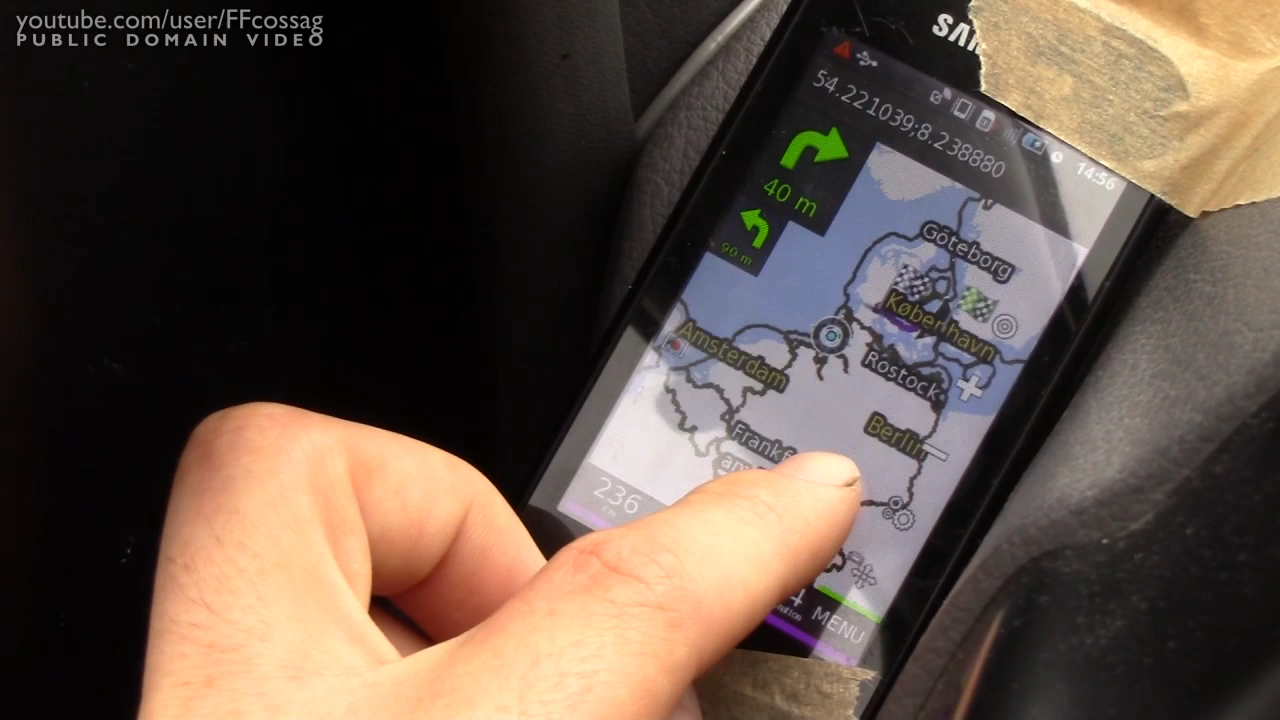 youtube.com/user/FFcossag
PUBLIC DOMAIN VIDEO
14:56
54.221039;8.238880
40 m
90 m
Göteborg
København
Amsterdam
Rostock
Berlin
236
MENU